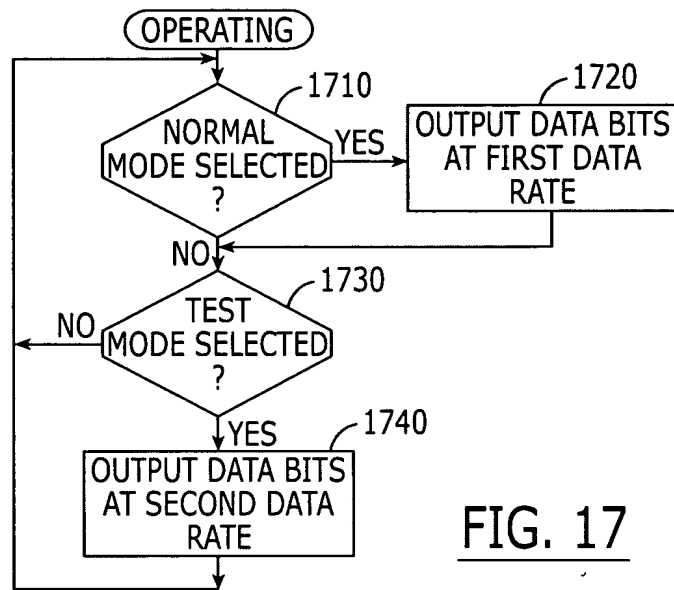 OPERATING
1710
NORMAL
MODE SELECTED
?
YES
1720
OUTPUT DATA BITS
AT FIRST DATA
RATE
NO
1730
TEST
MODE SELECTED
?
NO
YES
1740
OUTPUT DATA BITS
AT SECOND DATA
RATE
FIG. 17